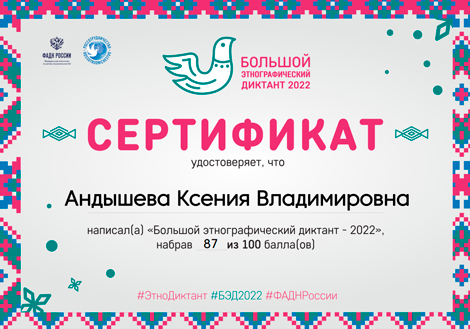 ФАДН РОССИИ
БОЛЬШОЙ
ЭТНОГРАФИЧЕСКИЙ
ДИКТАНТ 2022
СЕРТИФИКАТ
удостоверяет, что
Андышева Ксения Владимировна
написал(а) «Большой этнографический диктант - 2022»,
набрав 87 из 100 балла(ов)
#ЭтноДиктант #БЭД2022 #ФАДНРоссии